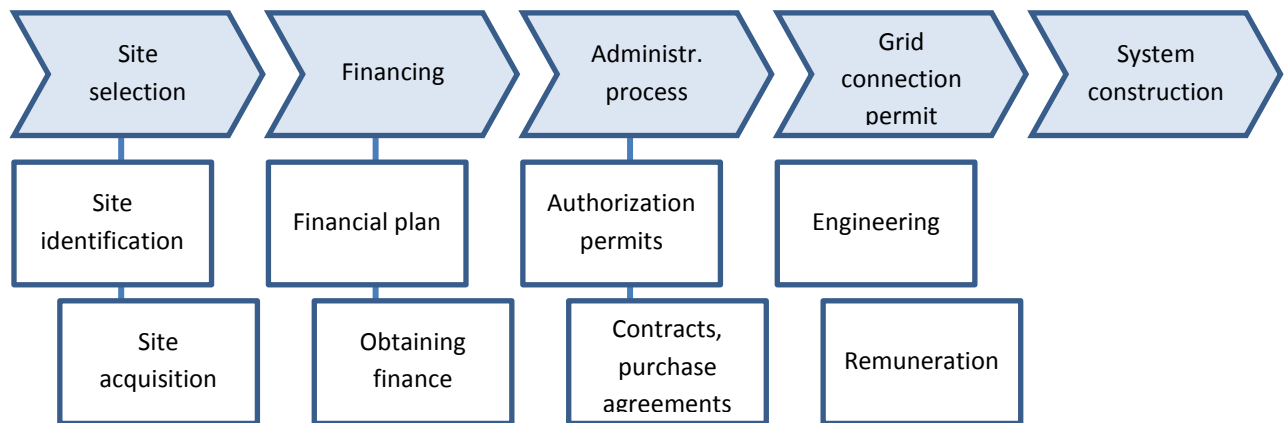 Site
selection
Financing
Administr.
process
Grid
connection
permit
System
construction
Site
identification
Financial plan
Authorization
permits
Engineering
Site
acquisition
Obtaining
finance
Contracts,
purchase
agreements
Remuneration